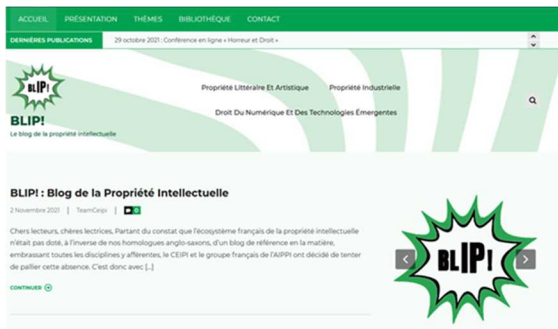 ACCUEIL PRÉSENTATION THÈMES BIBLIOTHÈQUE CONTACT
DERNIÈRES PUBLICATIONS 29 octobre 2021 : Conférence en ligne « Horreur et Droit »
BLIP!
BLIP!
Le blog de la propriété intellectuelle
Propriété Littéraire Et Artistique Propriété Industrielle
Droit Du Numérique Et Des Technologies Émergentes
BLIP! : Blog de la Propriété Intellectuelle
2 Novembre 2021 | TeamCeipi | 0
Chers lecteurs, chères lectrices, Partant du constat que l'écosystème français de la propriété intellectuelle
n'était pas doté, à l'inverse de nos homologues anglo-saxons, d'un blog de référence en la matière,
embrassant toutes les disciplines y afférentes, le CEIPI et le groupe français de l'AIPPI ont décidé de tenter
de pallier cette absence. C'est donc avec [...]
CONTINUER
BLIP!